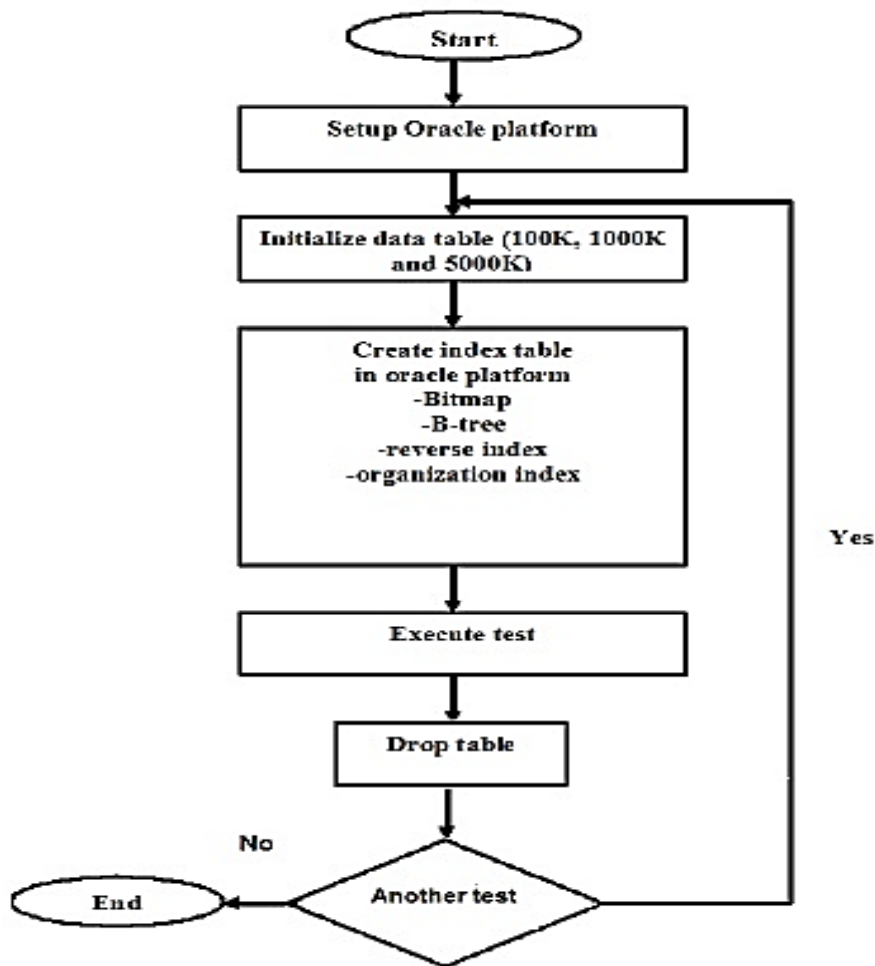 Start
Setup Oracle platform
Initialize data table (100K, 1000K
and 5000K)
Create index table
in oracle platform
-Bitmap
-B-tree
-reverse index
-organization index
Yes
Execute test
Drop table
No
Another test
End